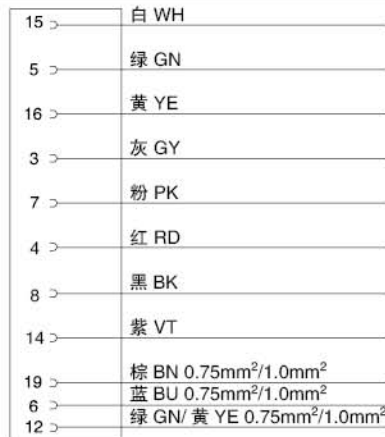 15 白 WH
5 绿 GN
16 黄 YE
3 灰 GY
7 粉 PK
4 红 RD
8 黑 BK
14 紫 VT
19 棕 BN 0.75mm²/1.0mm²
6 蓝 BU 0.75mm²/1.0mm²
12 绿 GN/ 黄 YE 0.75mm²/1.0mm²